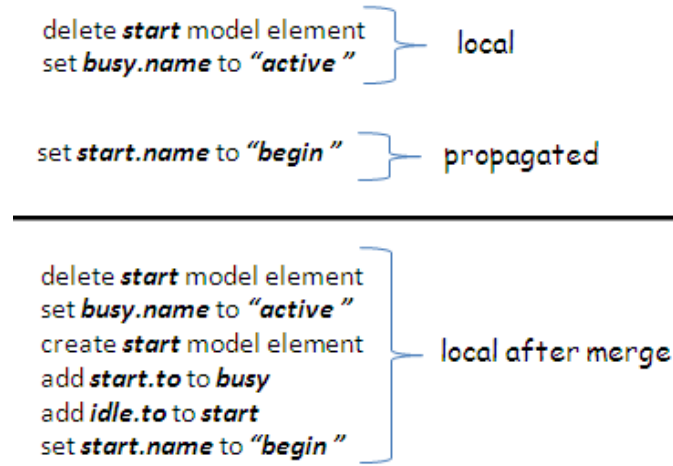 delete start model element
set busy.name to “active ”
local
set start.name to “begin ”
propagated
delete start model element
set busy.name to “active ”
create start model element
add start.to to busy
add idle.to to start
set start.name to “begin ”
local after merge